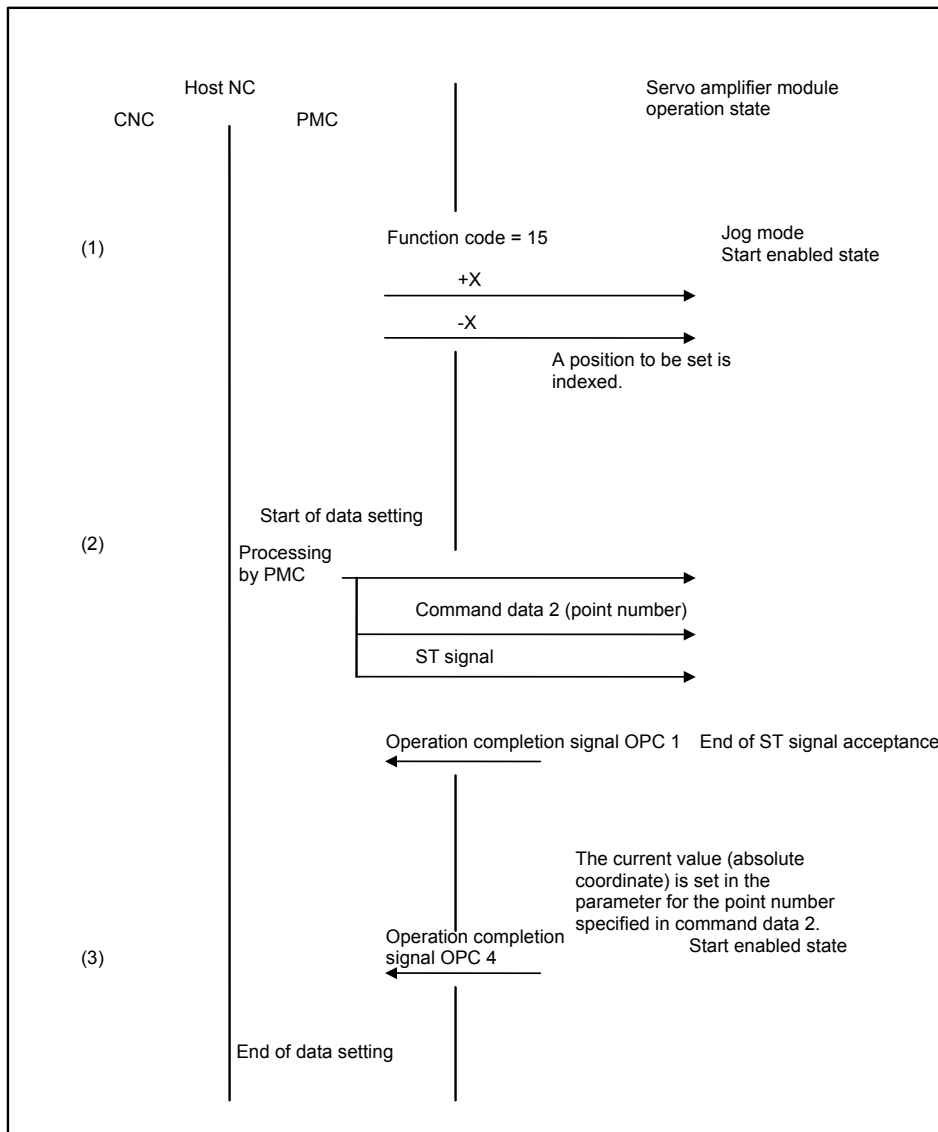 Host NC
Servo amplifier module
operation state
CNC
PMC
(1)
Function code = 15
Jog mode
Start enabled state
+X
-X
A position to be set is
indexed.
Start of data setting
(2)
Processing
by PMC
Command data 2 (point number)
ST signal
Operation completion signal OPC 1
End of ST signal acceptance
The current value (absolute
coordinate) is set in the
parameter for the point number
specified in command data 2.
Start enabled state
Operation completion
signal OPC 4
(3)
End of data setting